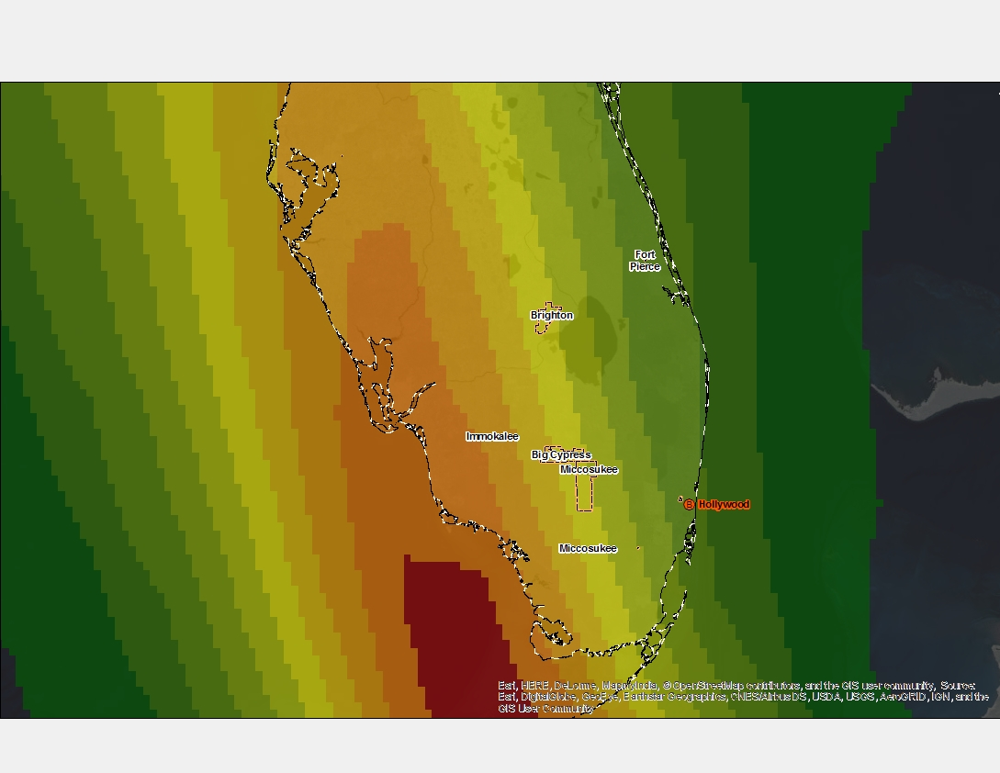 Fort
Pierce
Brighton
Immokalee
Big Cypress
Miccosukee
B Hollywood
Miccosukee
Esri, HERE, DeLorme, MapmyIndia, © OpenStreetMap contributors, and the GIS user community, Source:
Esri, DigitalGlobe, GeoEye, Earthstar Geographics, CNES/Airbus DS, USDA, USGS, AeroGRID, IGN, and the
GIS User Community